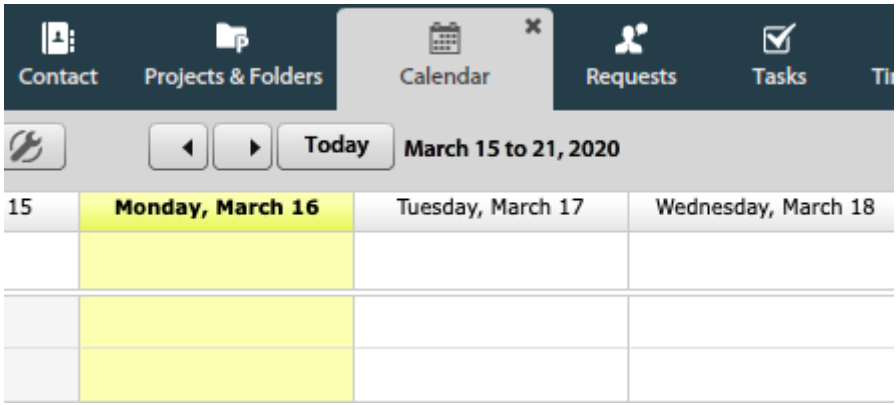 Contact Projects & Folders Calendar Requests Tasks
Today March 15 to 21, 2020
15 Monday, March 16 Tuesday, March 17 Wednesday, March 18